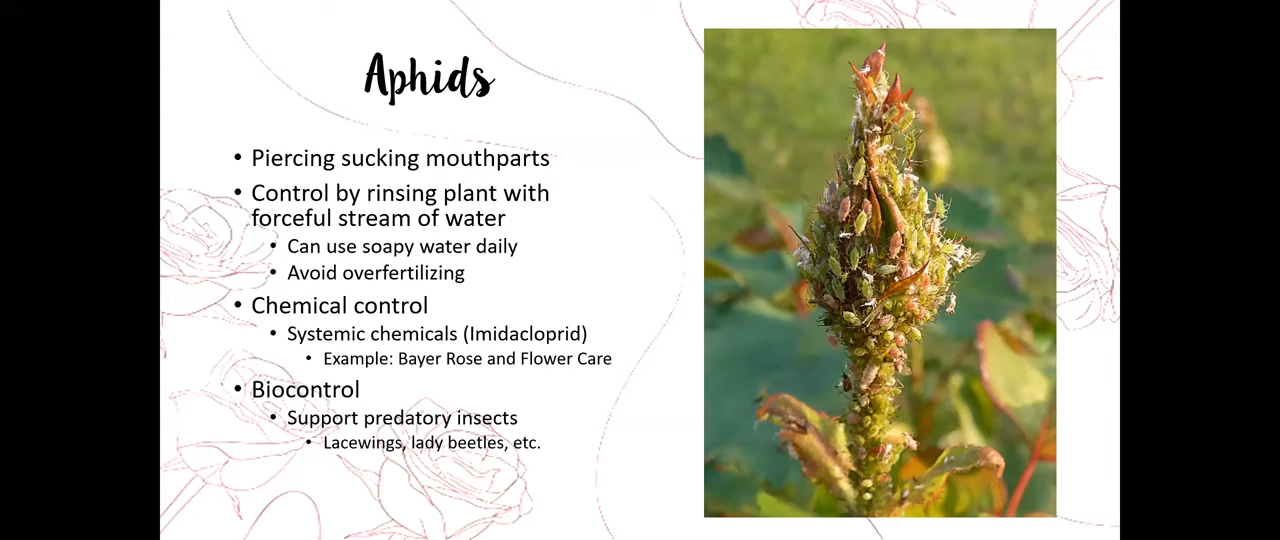 Aphids
• Piercing sucking mouthparts
• Control by rinsing plant with
forceful stream of water
• Can use soapy water daily
• Avoid overfertilizing
• Chemical control
• Systemic chemicals (Imidacloprid)
• Example: Bayer Rose and Flower Care
• Biocontrol
• Support predatory insects
• Lacewings, lady beetles, etc.